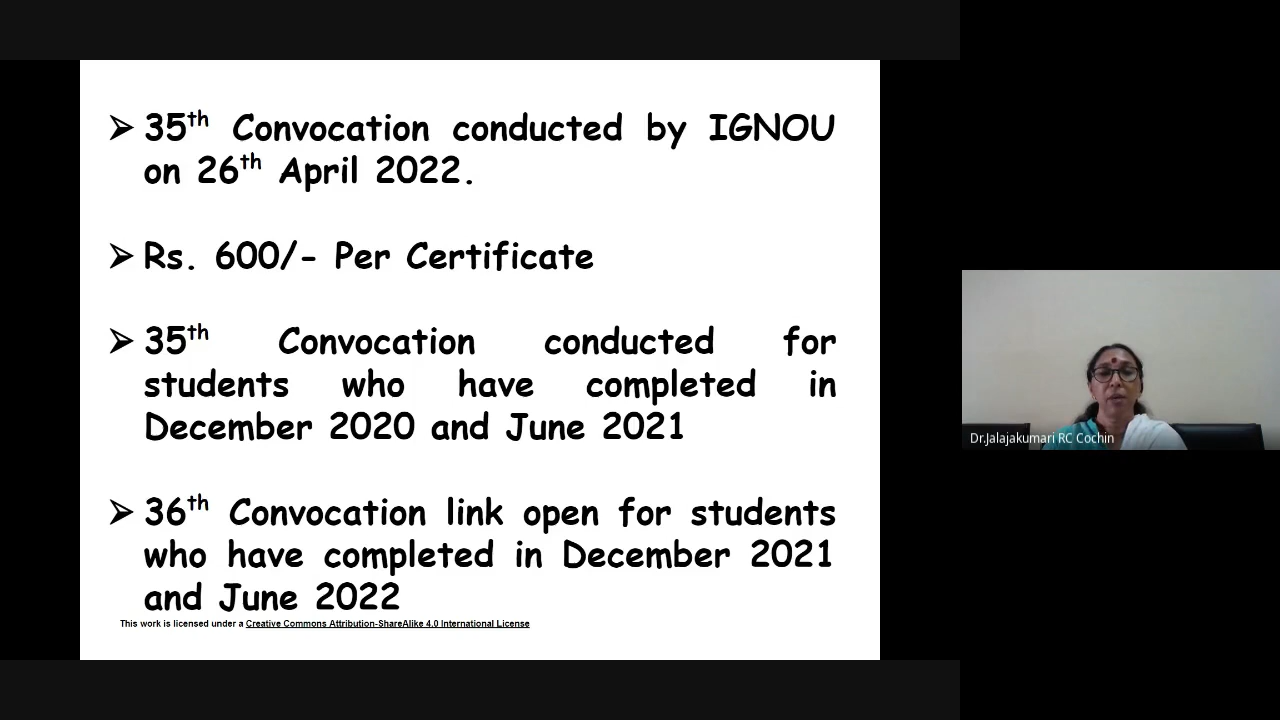 ➢ 35th Convocation conducted by IGNOU
on 26th April 2022.
➢ Rs. 600/- Per Certificate
➢ 35th Convocation conducted for
students who have completed in
December 2020 and June 2021
➢ 36th Convocation link open for students
who have completed in December 2021
and June 2022
This work is licensed under a Creative Commons Attribution-ShareAlike 4.0 International License
Dr.Jalajakumari RC Cochin